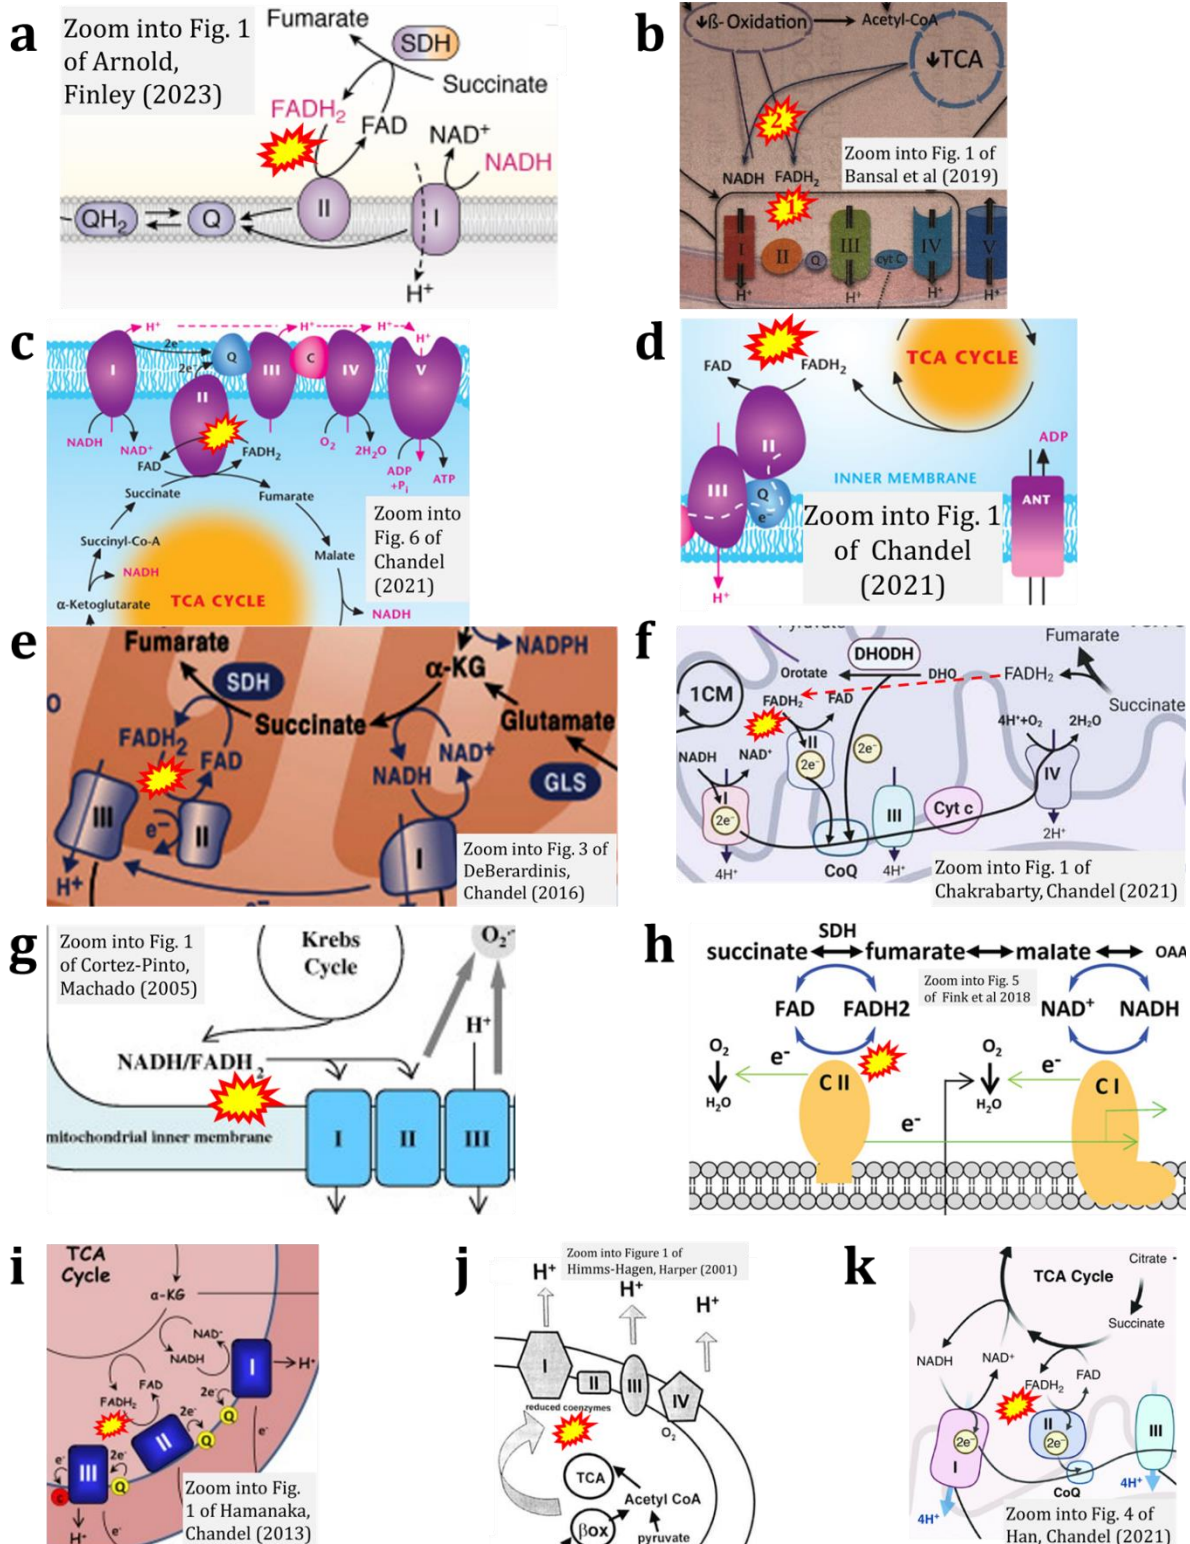 a
Zoom into Fig. 1
of Arnold,
Finley (2023)
Fumarate
SDH
Succinate
FADH2
FAD
NAD+
NADH
QH2
Q
II
I
H+
b
↓ß- Oxidation
Acetyl-CoA
↓TCA
2
Zoom into Fig. 1 of
Bansal et al (2019)
NADH
FADH2
1
I
II
Q
III
cyt C
IV
V
H+
H+
H+
H+
c
H+
H+
H+
H+
2e-
2e-
I
Q
III
C
IV
V
II
NADH
NAD+
FAD
FADH2
O2
2H2O
ADP
+Pi
ATP
Succinate
Fumarate
Succinyl-Co-A
NADH
Malate
α-Ketoglutarate
TCA CYCLE
NADH
Zoom into
Fig. 6 of
Chandel
(2021)
d
FAD
FADH2
TCA CYCLE
II
III
Q
e-
INNER MEMBRANE
ADP
ANT
H+
Zoom into Fig. 1
of Chandel
(2021)
e
Fumarate
NADPH
SDH
α-KG
Succinate
Glutamate
FADH2
FAD
NAD+
NADH
GLS
III
e-
II
I
H+
e-
Zoom into Fig. 3 of
DeBerardinis,
Chandel (2016)
f
Pyruvate
Fumarate
DHODH
Orotate
DHO
FADH2
1CM
FADH2
FAD
Succinate
4H++O2
2H2O
NADH
NAD+
II
2e-
2e-
I
2e-
III
Cyt c
IV
4H+
CoQ
4H+
2H+
Zoom into Fig. 1 of
Chakrabarty, Chandel (2021)
g
Zoom into Fig. 1
of Cortez-Pinto,
Machado (2005)
Krebs
Cycle
O2.-
H+
NADH/FADH2
mitochondrial inner membrane
I
II
III
h
SDH
succinate
fumarate
malate
OAA
Zoom into Fig. 5
of Fink et al 2018
FAD
FADH2
NAD+
NADH
O2
H2O
e-
C II
O2
H2O
e-
C I
e-
i
TCA
Cycle
α-KG
NAD+
NADH
I
H+
FAD
FADH2
2e-
Q
2e-
Q
II
e-
e-
III
2e-
Q
c
H+
e-
Zoom into Fig.
1 of Hamanaka,
Chandel (2013)
j
Zoom into Figure 1 of
Himms-Hagen, Harper (2001)
H+
H+
H+
I
II
III
IV
reduced coenzymes
O2
TCA
Acetyl CoA
βox
pyruvate
k
TCA Cycle
Citrate
Succinate
NADH
NAD+
FADH2
FAD
II
2e-
2e-
I
III
CoQ
4H+
4H+
Zoom into Fig. 4 of
Han, Chandel (2021)